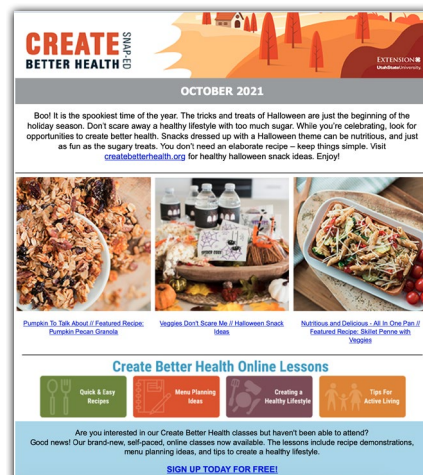 CREATE
SNAP-ED
BETTER HEALTH
EXTENSION
UtahStateUniversity
OCTOBER 2021
Boo! It is the spookiest time of the year. The tricks and treats of Halloween are just the beginning of the
holiday season. Don't scare away a healthy lifestyle with too much sugar. While you're celebrating, look for
opportunities to create better health. Snacks dressed up with a Halloween theme can be nutritious, and just
as fun as the sugary treats. You don't need an elaborate recipe – keep things simple. Visit
createbetterhealth.org for healthy halloween snack ideas. Enjoy!
Pumpkin To Talk About // Featured Recipe:
Pumpkin Pecan Granola
Veggies Don't Scare Me // Halloween Snack
Ideas
Nutritious and Delicious - All In One Pan //
Featured Recipe: Skillet Penne with
Veggies
Create Better Health Online Lessons
Quick & Easy
Recipes
Menu Planning
Ideas
Creating a
Healthy Lifestyle
Tips For
Active Living
Are you interested in our Create Better Health classes but haven't been able to attend?
Good news! Our brand-new, self-paced, online classes now available. The lessons include recipe demonstrations,
menu planning ideas, and tips to create a healthy lifestyle.
SIGN UP TODAY FOR FREE!